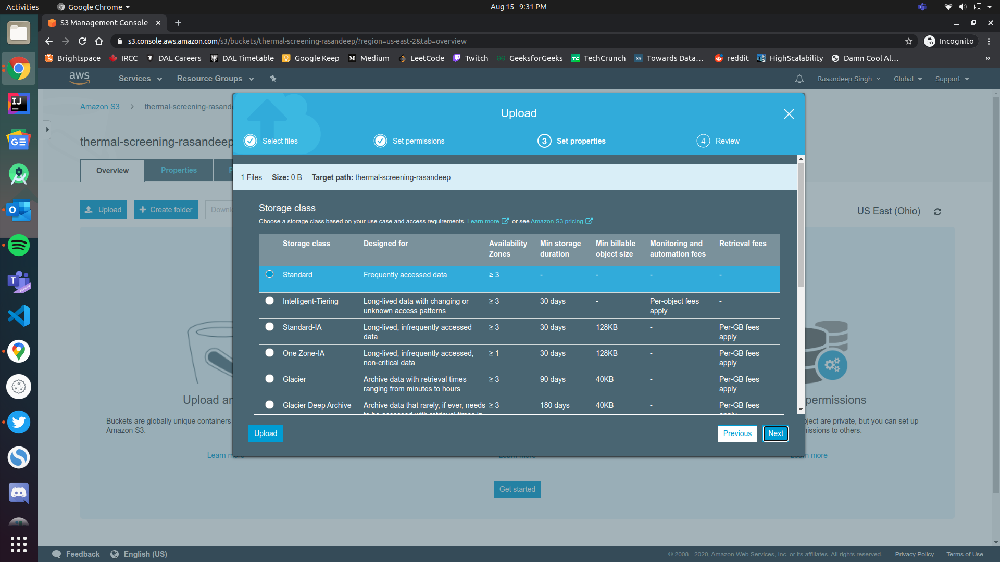 Activities
Google Chrome
Aug 15 9:31 PM
S3 Management Console
s3.console.aws.amazon.com/s3/buckets/thermal-screening-rasandeep/?region=us-east-2&tab=overview
Incognito
Brightspace
IRCC
DAL Careers
DAL Timetable
Google Keep
Medium
LeetCode
Twitch
GeeksforGeeks
TechCrunch
Towards Data…
reddit
HighScalability
Damn Cool Al…
aws
Services
Resource Groups
Rasandeep Singh
Global
Support
Amazon S3
thermal-screening-rasande
thermal-screening-rasandeep
Overview
Properties
Upload
Create folder
Downl
US East (Ohio)
Upload
Select files
Set permissions
3 Set properties
4 Review
1 Files Size: 0 B Target path: thermal-screening-rasandeep
Storage class
Choose a storage class based on your use case and access requirements. Learn more or see Amazon S3 pricing
Storage class
Designed for
Availability Zones
Min storage duration
Min billable object size
Monitoring and automation fees
Retrieval fees
Standard Frequently accessed data ≥ 3 - - - -
Intelligent-Tiering Long-lived data with changing or unknown access patterns ≥ 3 30 days - Per-object fees apply -
Standard-IA Long-lived, infrequently accessed data ≥ 3 30 days 128KB - Per-GB fees apply
One Zone-IA Long-lived, infrequently accessed, non-critical data ≥ 1 30 days 128KB - Per-GB fees apply
Glacier Archive data with retrieval times ranging from minutes to hours ≥ 3 90 days 40KB - Per-GB fees apply
Glacier Deep Archive Archive data that rarely, if ever, needs ≥ 3 180 days 40KB - Per-GB fees
Upload
Previous
Next
Upload an
Buckets are globally unique containers
Amazon S3.
Learn more
permissions
bject are private, but you can set up
missions to others.
Learn more
Learn more
Get started
Feedback
English (US)
© 2008 - 2020, Amazon Web Services, Inc. or its affiliates. All rights reserved.
Privacy Policy
Terms of Use